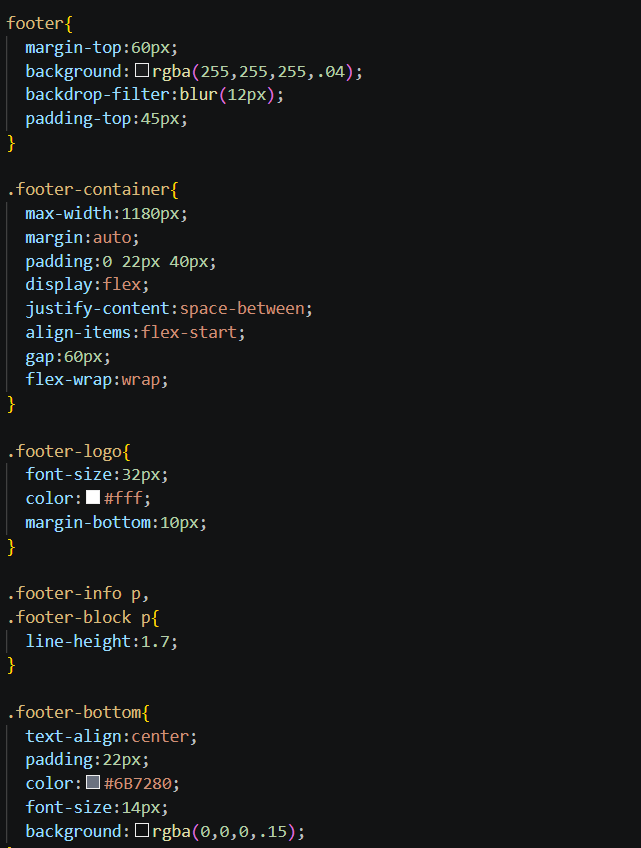 footer{
margin-top:60px;
background:rgba(255,255,255,.04);
backdrop-filter:blur(12px);
padding-top:45px;
}
.footer-container{
max-width:1180px;
margin:auto;
padding:0 22px 40px;
display:flex;
justify-content:space-between;
align-items:flex-start;
gap:60px;
flex-wrap:wrap;
}
.footer-logo{
font-size:32px;
color:#fff;
margin-bottom:10px;
}
.footer-info p,
.footer-block p{
line-height:1.7;
}
.footer-bottom{
text-align:center;
padding:22px;
color:#6B7280;
font-size:14px;
background:rgba(0,0,0,.15);